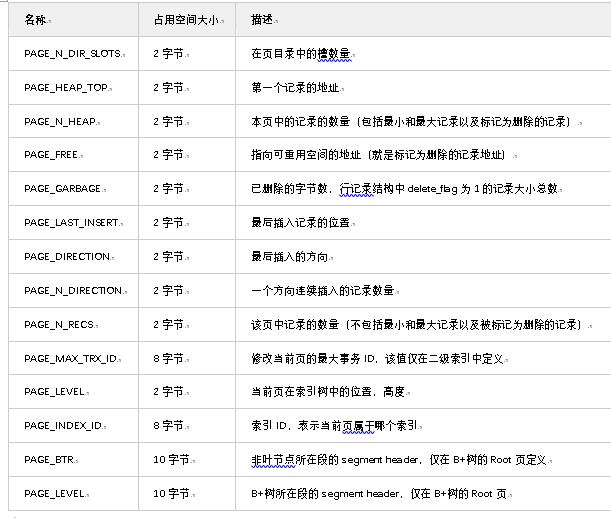 名称 占用空间大小 描述
PAGE_N_DIR_SLOTS 2 字节 在页目录中的槽数量
PAGE_HEAP_TOP 2 字节 第一个记录的地址
PAGE_N_HEAP 2 字节 本页中的记录的数量（包括最小和最大记录以及标记为删除的记录）
PAGE_FREE 2 字节 指向可重用空间的地址（就是标记为删除的记录地址）
PAGE_GARBAGE 2 字节 已删除的字节数，行记录结构中 delete_flag 为 1 的记录大小总数
PAGE_LAST_INSERT 2 字节 最后插入记录的位置
PAGE_DIRECTION 2 字节 最后插入的方向
PAGE_N_DIRECTION 2 字节 一个方向连续插入的记录数量
PAGE_N_RECS 2 字节 该页中记录的数量（不包括最小和最大记录以及被标记为删除的记录）
PAGE_MAX_TRX_ID 8 字节 修改当前页的最大事务 ID，该值仅在二级索引中定义
PAGE_LEVEL 2 字节 当前页在索引树中的位置，高度
PAGE_INDEX_ID 8 字节 索引 ID，表示当前页属于哪个索引
PAGE_BTR 10 字节 非叶节点所在段的 segment header，仅在 B+树的 Root 页定义
PAGE_LEVEL 10 字节 B+树所在段的 segment header，仅在 B+树的 Root 页